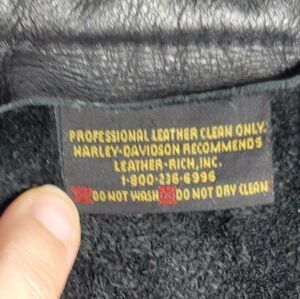 PROFESSIONAL LEATHER CLEAN ONLY.
HARLEY-DAVIDSON RECOMMENDS
LEATHER-RICH, INC.
1-800-236-6996
DO NOT WASH DO NOT DRY CLEAN